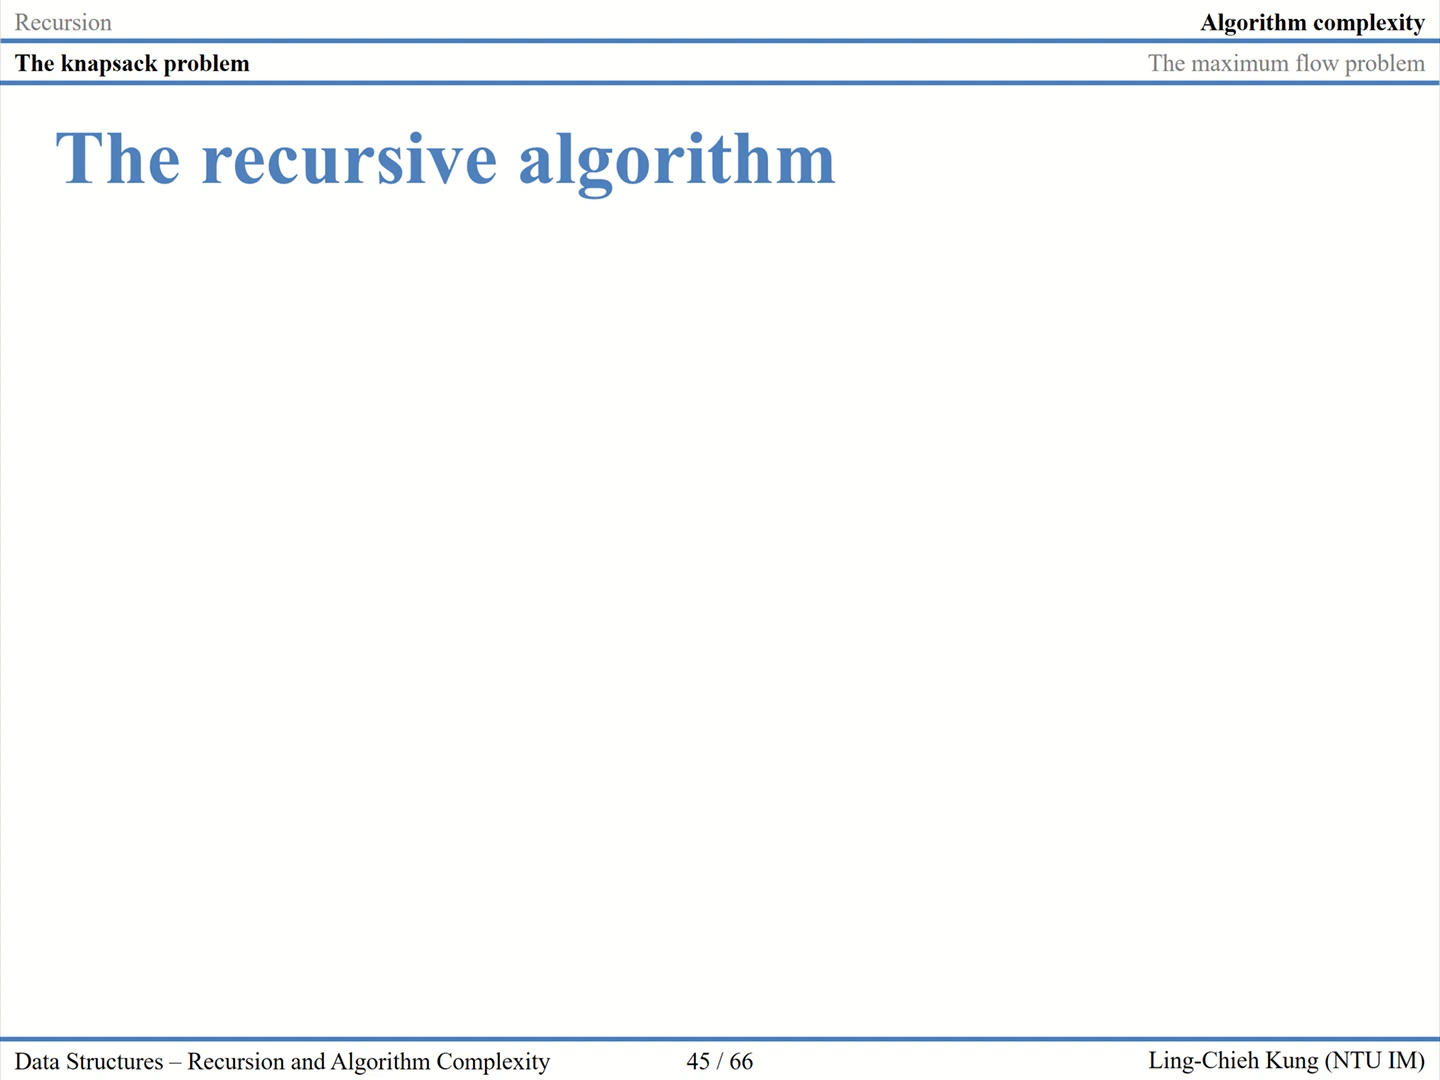 Recursion
Algorithm complexity
The knapsack problem
The maximum flow problem
The recursive algorithm
Data Structures – Recursion and Algorithm Complexity
45 / 66
Ling-Chieh Kung (NTU IM)